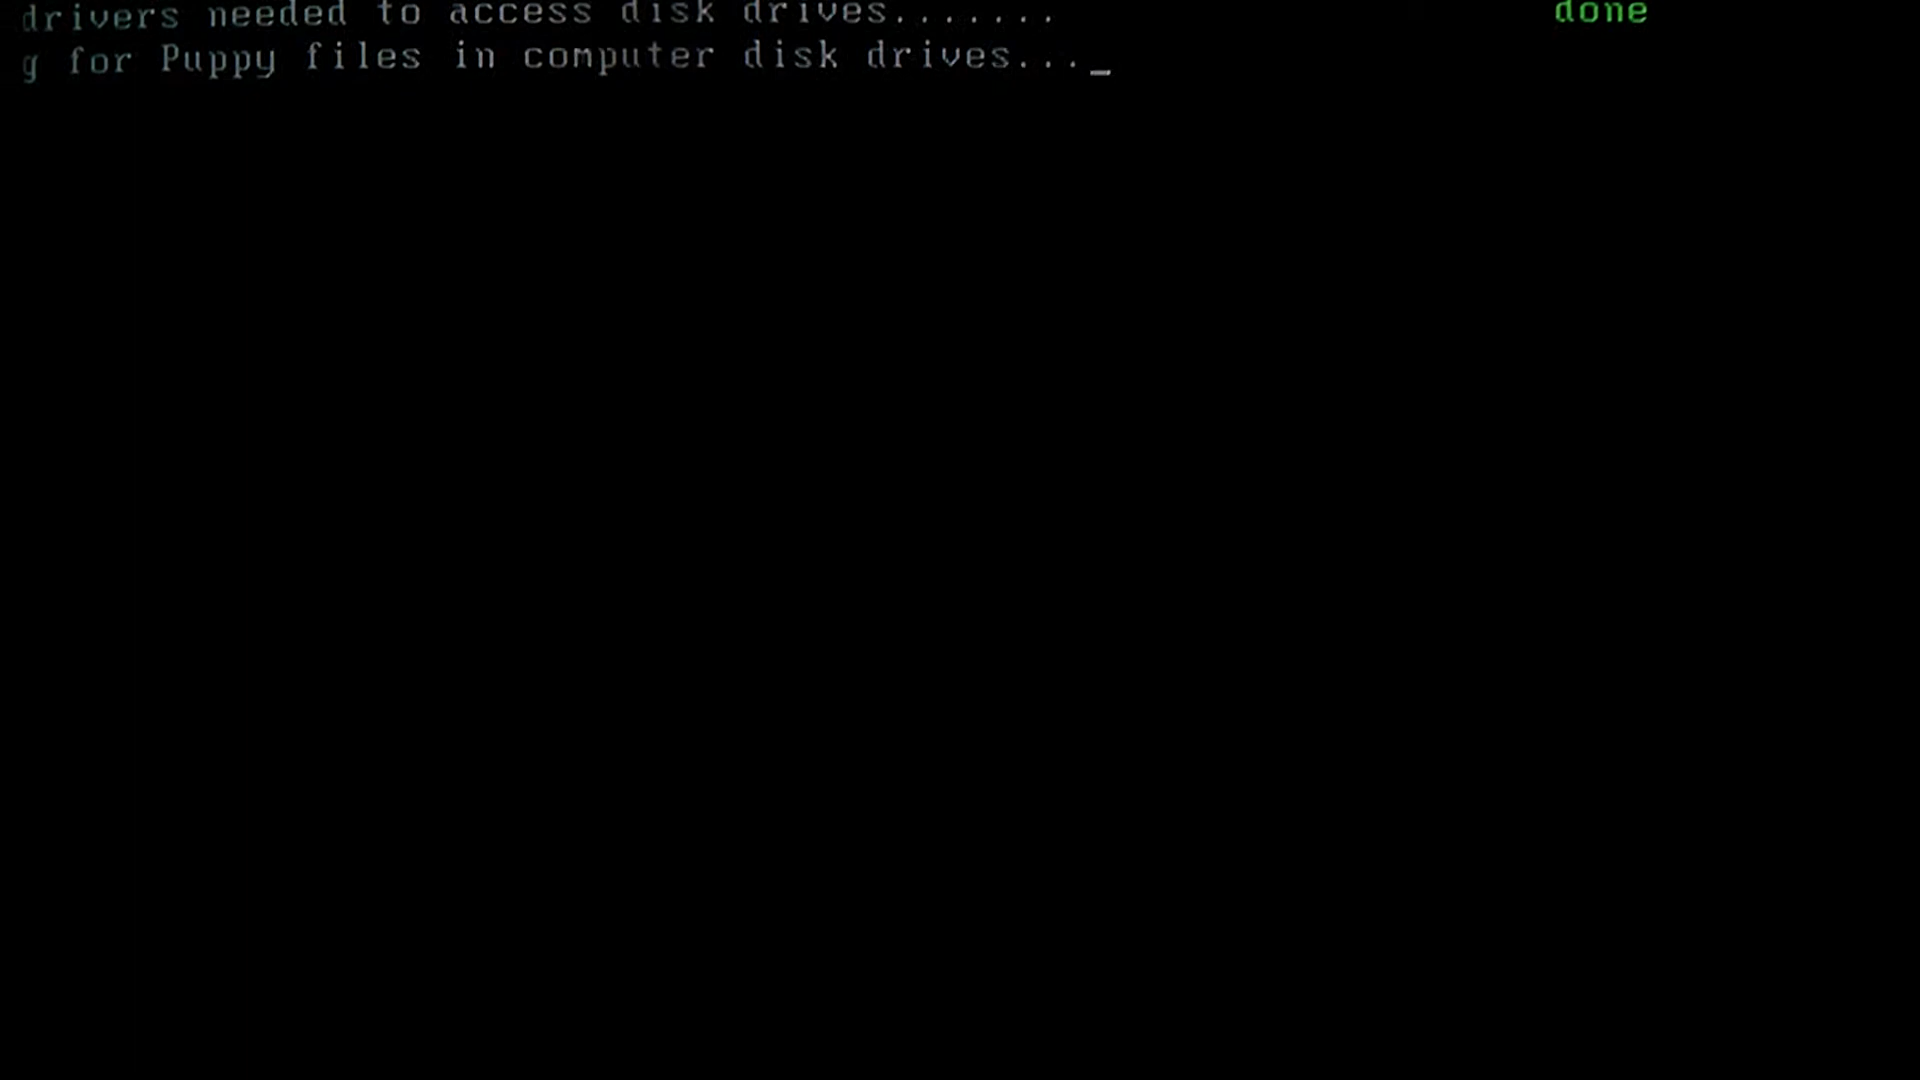 drivers needed to access disk drives....... done
g for Puppy files in computer disk drives..._